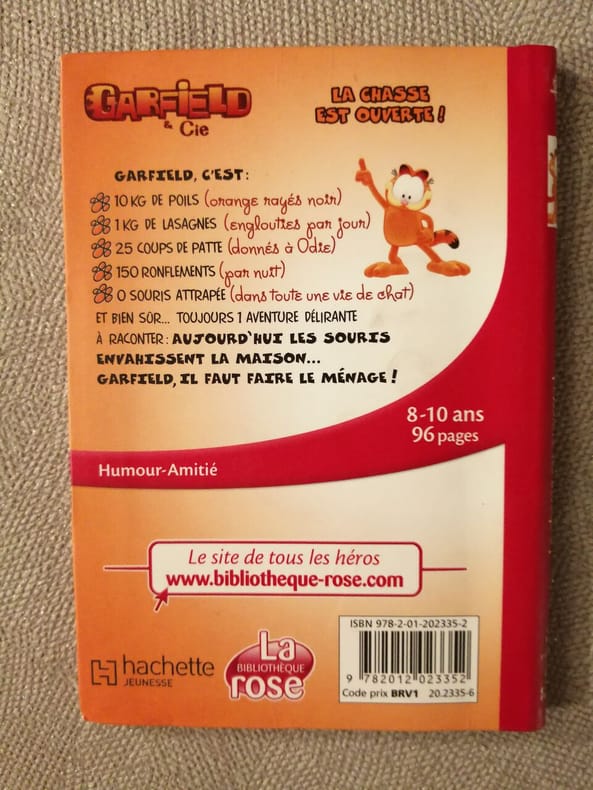 GARFIELD
& Cie
LA CHASSE
EST OUVERTE !
GARFIELD, C'EST :
10 KG DE POILS (orange rayés noir)
1 KG DE LASAGNES (englouties par jour)
25 COUPS DE PATTE (donnés à Odie)
150 RONFLEMENTS (par nuit)
0 SOURIS ATTRAPÉE (dans toute une vie de chat)
ET BIEN SÛR... TOUJOURS 1 AVENTURE DÉLIRANTE
À RACONTER : AUJOURD'HUI LES SOURIS
ENVAHISSENT LA MAISON...
GARFIELD, IL FAUT FAIRE LE MÉNAGE !
8-10 ans
96 pages
Humour-Amitié
Le site de tous les héros
www.bibliotheque-rose.com
hachette
JEUNESSE
La
BIBLIOTHÈQUE
rose
ISBN 978-2-01-202335-2
9 782012 023352
Code prix BRV1 20.2335-6